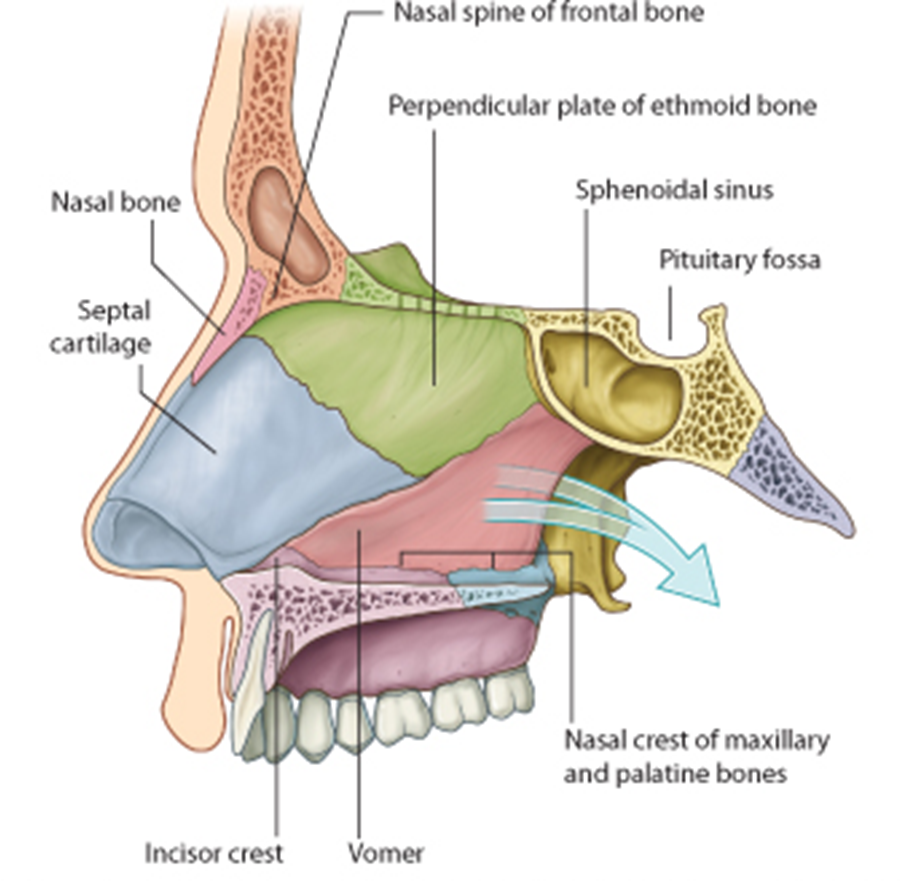 Nasal spine of frontal bone
Perpendicular plate of ethmoid bone
Sphenoidal sinus
Nasal bone
Pituitary fossa
Septal
cartilage
Nasal crest of maxillary
and palatine bones
Incisor crest
Vomer